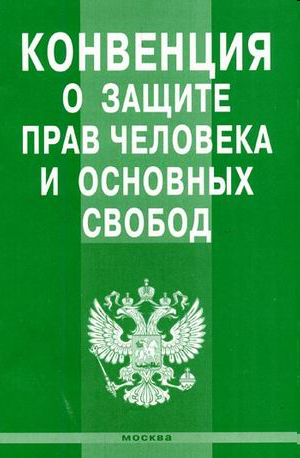 КОНВЕНЦИЯ
О ЗАЩИТЕ
ПРАВ ЧЕЛОВЕКА
И ОСНОВНЫХ
СВОБОД
МОСКВА